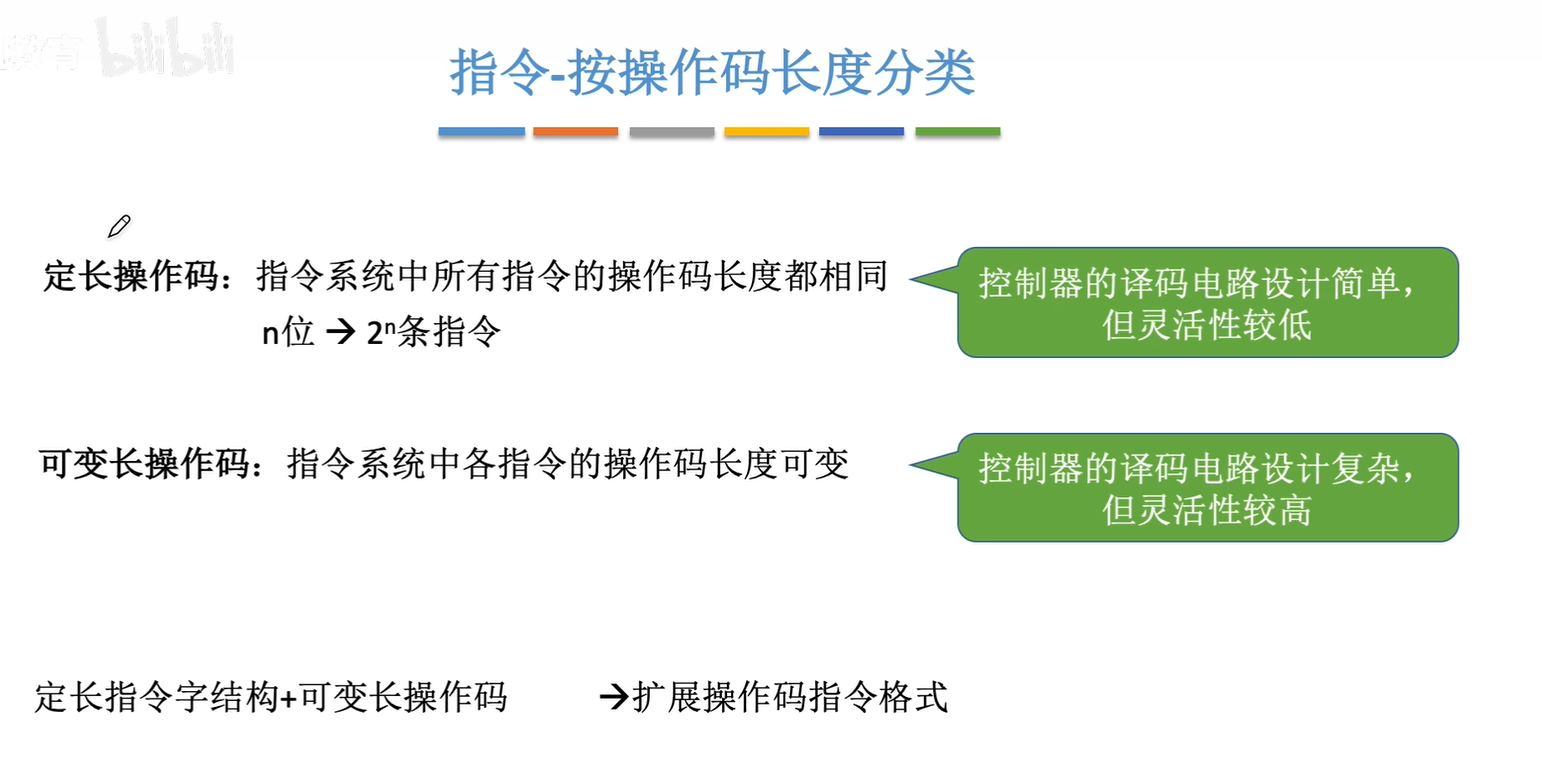 教育 bilibili
指令-按操作码长度分类
定长操作码：指令系统中所有指令的操作码长度都相同
n位 → 2ⁿ条指令
控制器的译码电路设计简单，
但灵活性较低
可变长操作码：指令系统中各指令的操作码长度可变
控制器的译码电路设计复杂，
但灵活性较高
定长指令字结构+可变长操作码 →扩展操作码指令格式